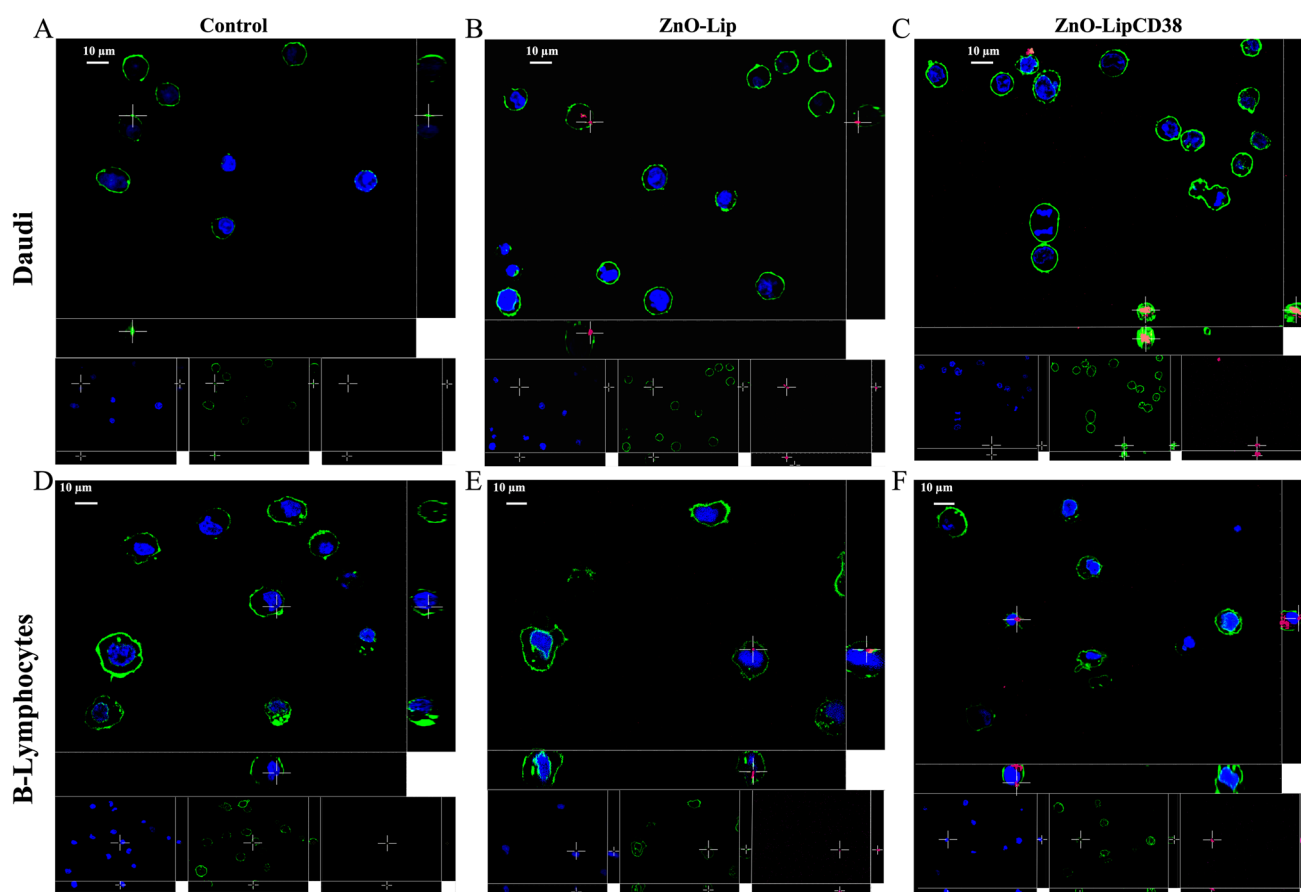 A
Control
B
ZnO-Lip
C
ZnO-LipCD38
10 µm
10 µm
10 µm
Daudi
D
E
F
10 µm
10 µm
10 µm
B-Lymphocytes